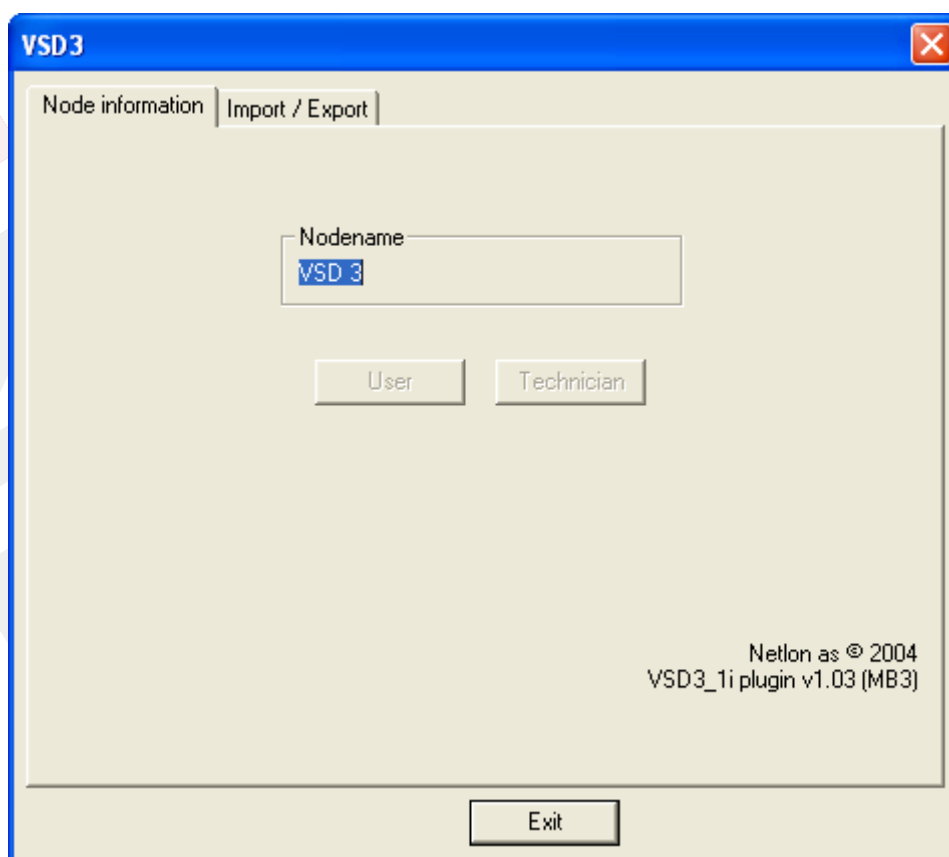 VSD3
Node information
Import / Export
Nodename
VSD 3
User
Technician
Netlon as © 2004
VSD3_1i plugin v1.03 (MB3)
Exit